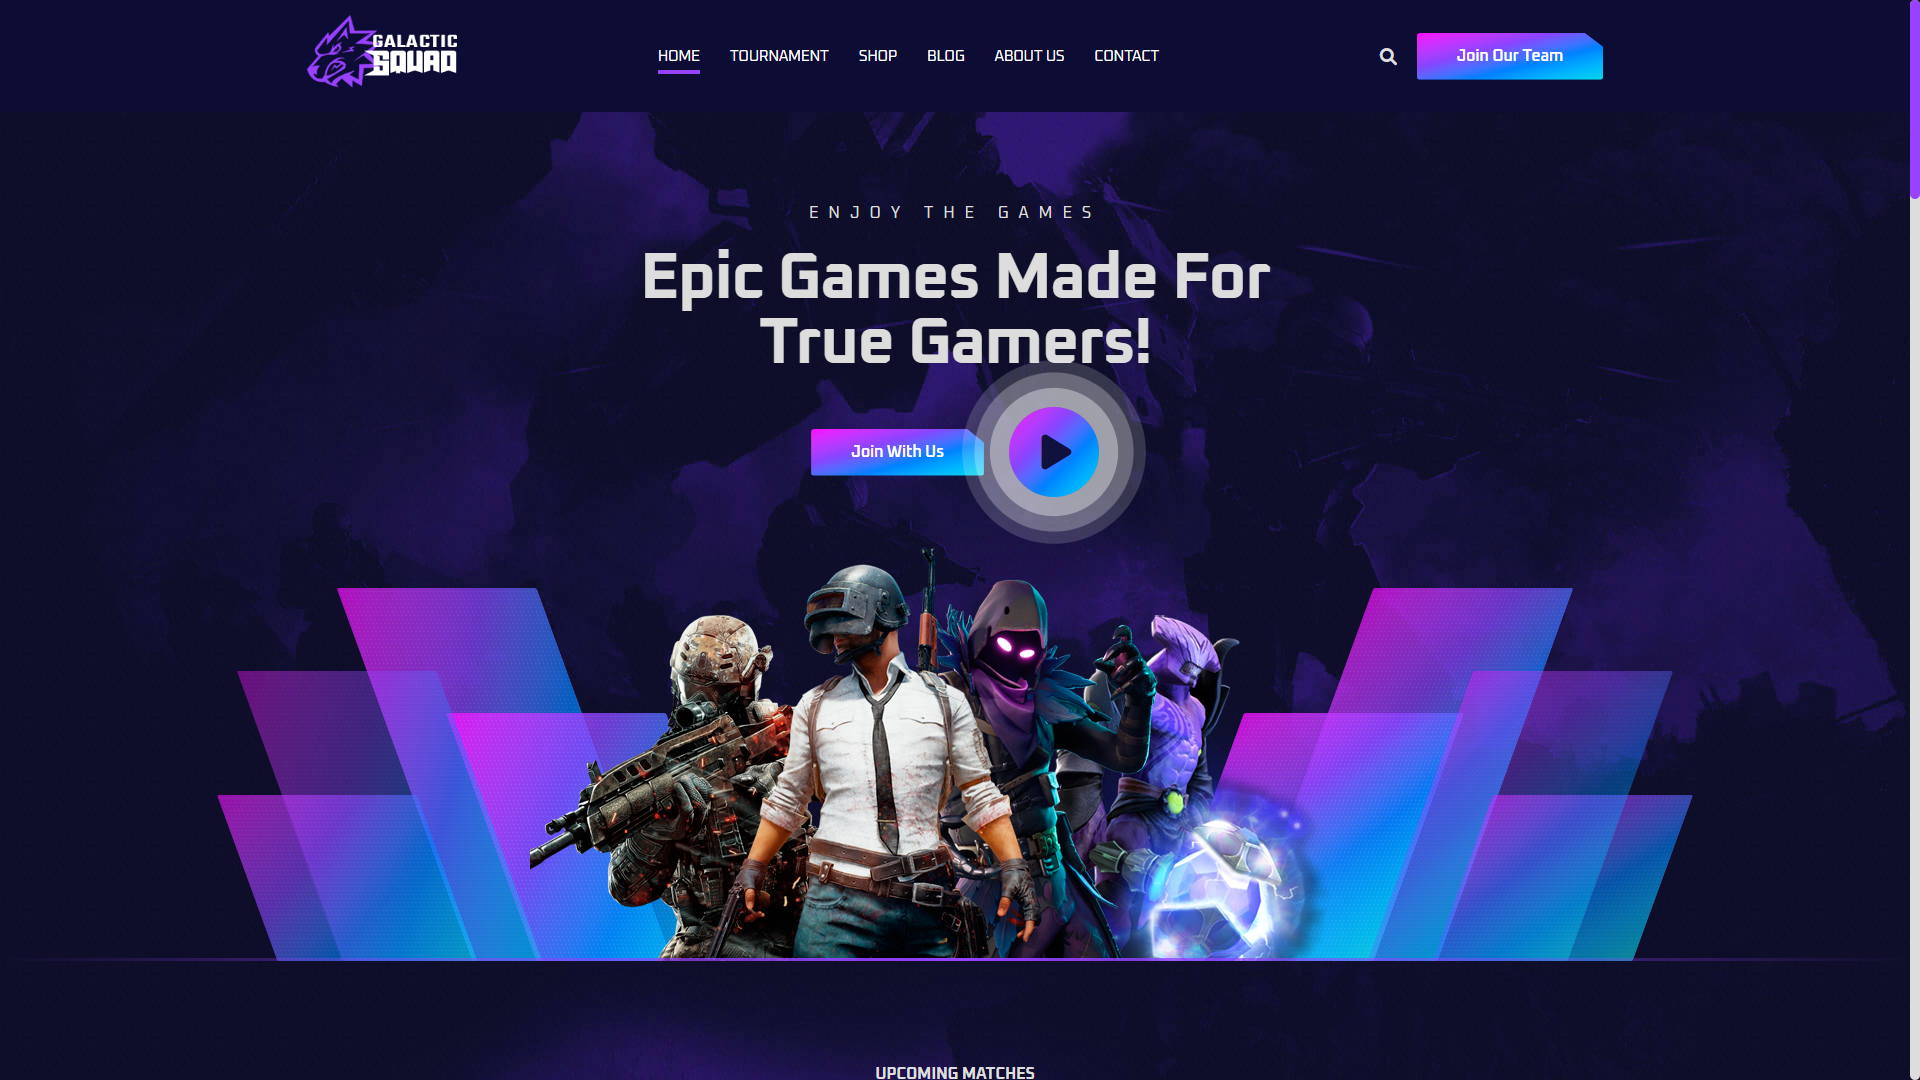 GALACTIC
SQUAD
HOME
TOURNAMENT
SHOP
BLOG
ABOUT US
CONTACT
Join Our Team
ENJOY THE GAMES
Epic Games Made For
True Gamers!
Join With Us
UPCOMING MATCHES